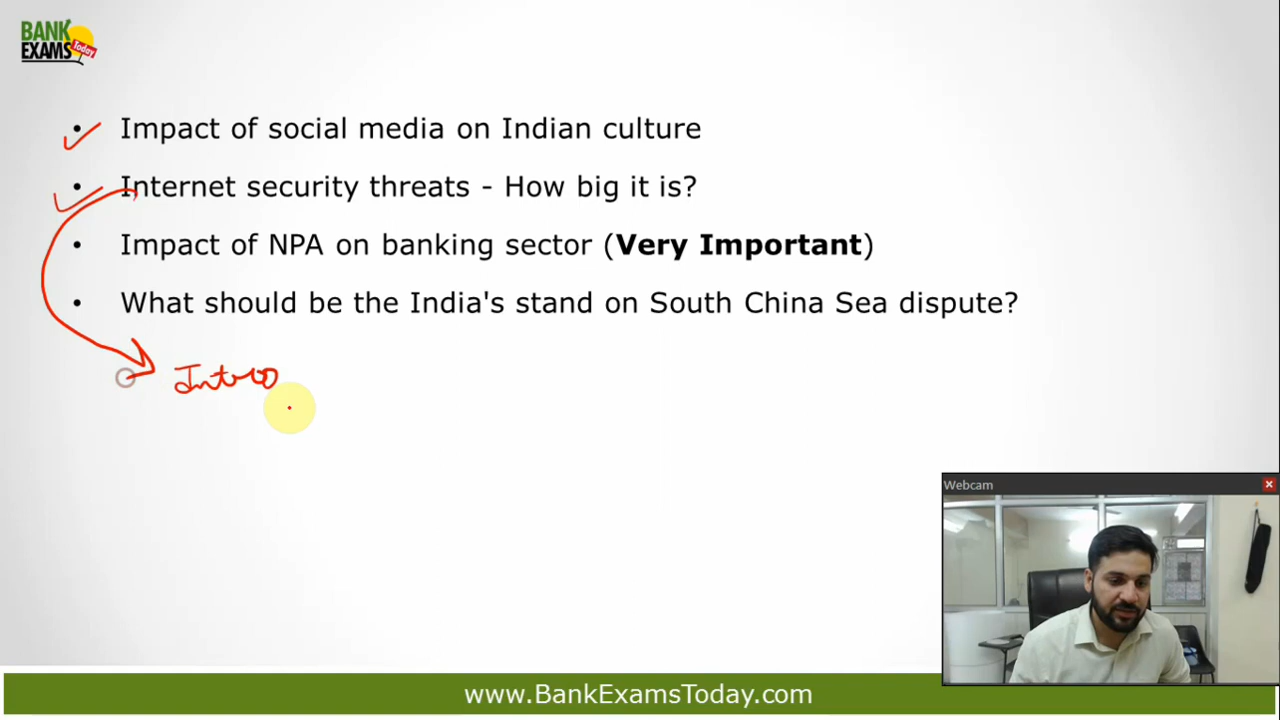 BANK
EXAMS Today
• Impact of social media on Indian culture
• Internet security threats - How big it is?
• Impact of NPA on banking sector (Very Important)
• What should be the India's stand on South China Sea dispute?
Intro
Webcam
www.BankExamsToday.com